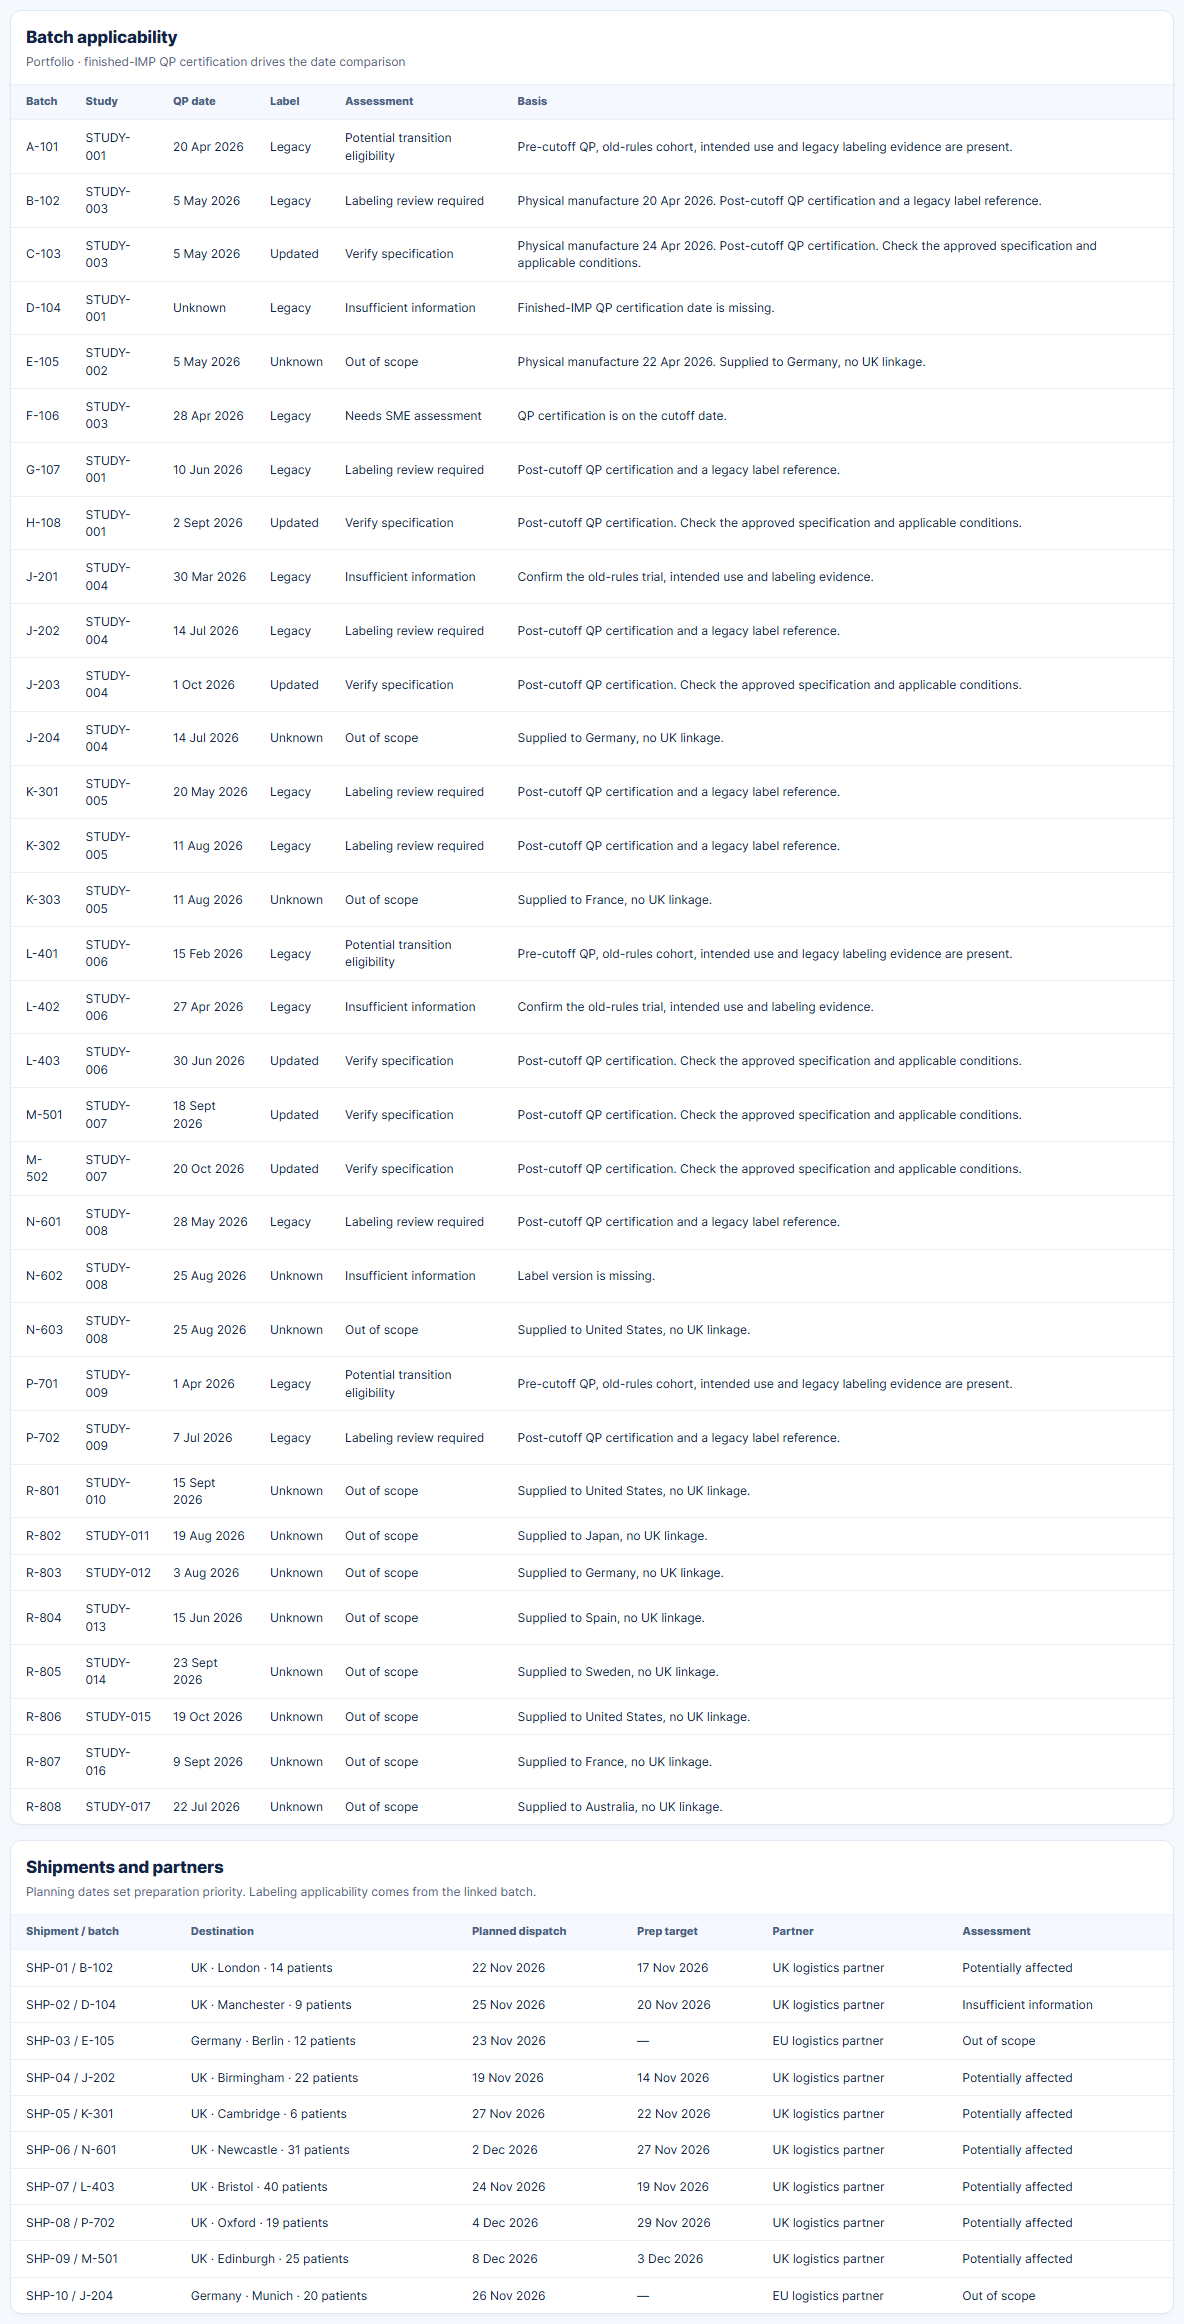 Batch applicability
Portfolio · finished-IMP QP certification drives the date comparison
Batch Study QP date Label Assessment Basis
A-101 STUDY-001 20 Apr 2026 Legacy Potential transition eligibility Pre-cutoff QP, old-rules cohort, intended use and legacy labeling evidence are present.
B-102 STUDY-003 5 May 2026 Legacy Labeling review required Physical manufacture 20 Apr 2026. Post-cutoff QP certification and a legacy label reference.
C-103 STUDY-003 5 May 2026 Updated Verify specification Physical manufacture 24 Apr 2026. Post-cutoff QP certification. Check the approved specification and applicable conditions.
D-104 STUDY-001 Unknown Legacy Insufficient information Finished-IMP QP certification date is missing.
E-105 STUDY-002 5 May 2026 Unknown Out of scope Physical manufacture 22 Apr 2026. Supplied to Germany, no UK linkage.
F-106 STUDY-003 28 Apr 2026 Legacy Needs SME assessment QP certification is on the cutoff date.
G-107 STUDY-001 10 Jun 2026 Legacy Labeling review required Post-cutoff QP certification and a legacy label reference.
H-108 STUDY-001 2 Sept 2026 Updated Verify specification Post-cutoff QP certification. Check the approved specification and applicable conditions.
J-201 STUDY-004 30 Mar 2026 Legacy Insufficient information Confirm the old-rules trial, intended use and labeling evidence.
J-202 STUDY-004 14 Jul 2026 Legacy Labeling review required Post-cutoff QP certification and a legacy label reference.
J-203 STUDY-004 1 Oct 2026 Updated Verify specification Post-cutoff QP certification. Check the approved specification and applicable conditions.
J-204 STUDY-004 14 Jul 2026 Unknown Out of scope Supplied to Germany, no UK linkage.
K-301 STUDY-005 20 May 2026 Legacy Labeling review required Post-cutoff QP certification and a legacy label reference.
K-302 STUDY-005 11 Aug 2026 Legacy Labeling review required Post-cutoff QP certification and a legacy label reference.
K-303 STUDY-005 11 Aug 2026 Unknown Out of scope Supplied to France, no UK linkage.
L-401 STUDY-006 15 Feb 2026 Legacy Potential transition eligibility Pre-cutoff QP, old-rules cohort, intended use and legacy labeling evidence are present.
L-402 STUDY-006 27 Apr 2026 Legacy Insufficient information Confirm the old-rules trial, intended use and labeling evidence.
L-403 STUDY-006 30 Jun 2026 Updated Verify specification Post-cutoff QP certification. Check the approved specification and applicable conditions.
M-501 STUDY-007 18 Sept 2026 Updated Verify specification Post-cutoff QP certification. Check the approved specification and applicable conditions.
M-502 STUDY-007 20 Oct 2026 Updated Verify specification Post-cutoff QP certification. Check the approved specification and applicable conditions.
N-601 STUDY-008 28 May 2026 Legacy Labeling review required Post-cutoff QP certification and a legacy label reference.
N-602 STUDY-008 25 Aug 2026 Unknown Insufficient information Label version is missing.
N-603 STUDY-008 25 Aug 2026 Unknown Out of scope Supplied to United States, no UK linkage.
P-701 STUDY-009 1 Apr 2026 Legacy Potential transition eligibility Pre-cutoff QP, old-rules cohort, intended use and legacy labeling evidence are present.
P-702 STUDY-009 7 Jul 2026 Legacy Labeling review required Post-cutoff QP certification and a legacy label reference.
R-801 STUDY-010 15 Sept 2026 Unknown Out of scope Supplied to United States, no UK linkage.
R-802 STUDY-011 19 Aug 2026 Unknown Out of scope Supplied to Japan, no UK linkage.
R-803 STUDY-012 3 Aug 2026 Unknown Out of scope Supplied to Germany, no UK linkage.
R-804 STUDY-013 15 Jun 2026 Unknown Out of scope Supplied to Spain, no UK linkage.
R-805 STUDY-014 23 Sept 2026 Unknown Out of scope Supplied to Sweden, no UK linkage.
R-806 STUDY-015 19 Oct 2026 Unknown Out of scope Supplied to United States, no UK linkage.
R-807 STUDY-016 9 Sept 2026 Unknown Out of scope Supplied to France, no UK linkage.
R-808 STUDY-017 22 Jul 2026 Unknown Out of scope Supplied to Australia, no UK linkage.
Shipments and partners
Planning dates set preparation priority. Labeling applicability comes from the linked batch.
Shipment / batch Destination Planned dispatch Prep target Partner Assessment
SHP-01 / B-102 UK · London · 14 patients 22 Nov 2026 17 Nov 2026 UK logistics partner Potentially affected
SHP-02 / D-104 UK · Manchester · 9 patients 25 Nov 2026 20 Nov 2026 UK logistics partner Insufficient information
SHP-03 / E-105 Germany · Berlin · 12 patients 23 Nov 2026 — EU logistics partner Out of scope
SHP-04 / J-202 UK · Birmingham · 22 patients 19 Nov 2026 14 Nov 2026 UK logistics partner Potentially affected
SHP-05 / K-301 UK · Cambridge · 6 patients 27 Nov 2026 22 Nov 2026 UK logistics partner Potentially affected
SHP-06 / N-601 UK · Newcastle · 31 patients 2 Dec 2026 27 Nov 2026 UK logistics partner Potentially affected
SHP-07 / L-403 UK · Bristol · 40 patients 24 Nov 2026 19 Nov 2026 UK logistics partner Potentially affected
SHP-08 / P-702 UK · Oxford · 19 patients 4 Dec 2026 29 Nov 2026 UK logistics partner Potentially affected
SHP-09 / M-501 UK · Edinburgh · 25 patients 8 Dec 2026 3 Dec 2026 UK logistics partner Potentially affected
SHP-10 / J-204 Germany · Munich · 20 patients 26 Nov 2026 — EU logistics partner Out of scope